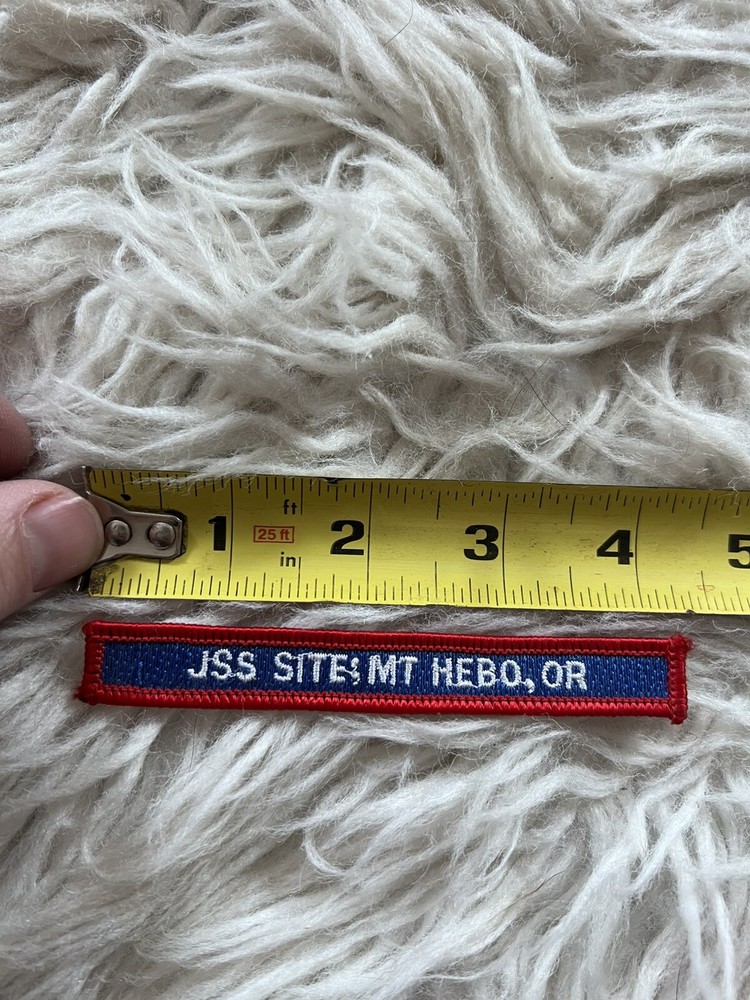 ft
1 25 ft 2 3 4 5
in
JSS SITE; MT HEBO, OR